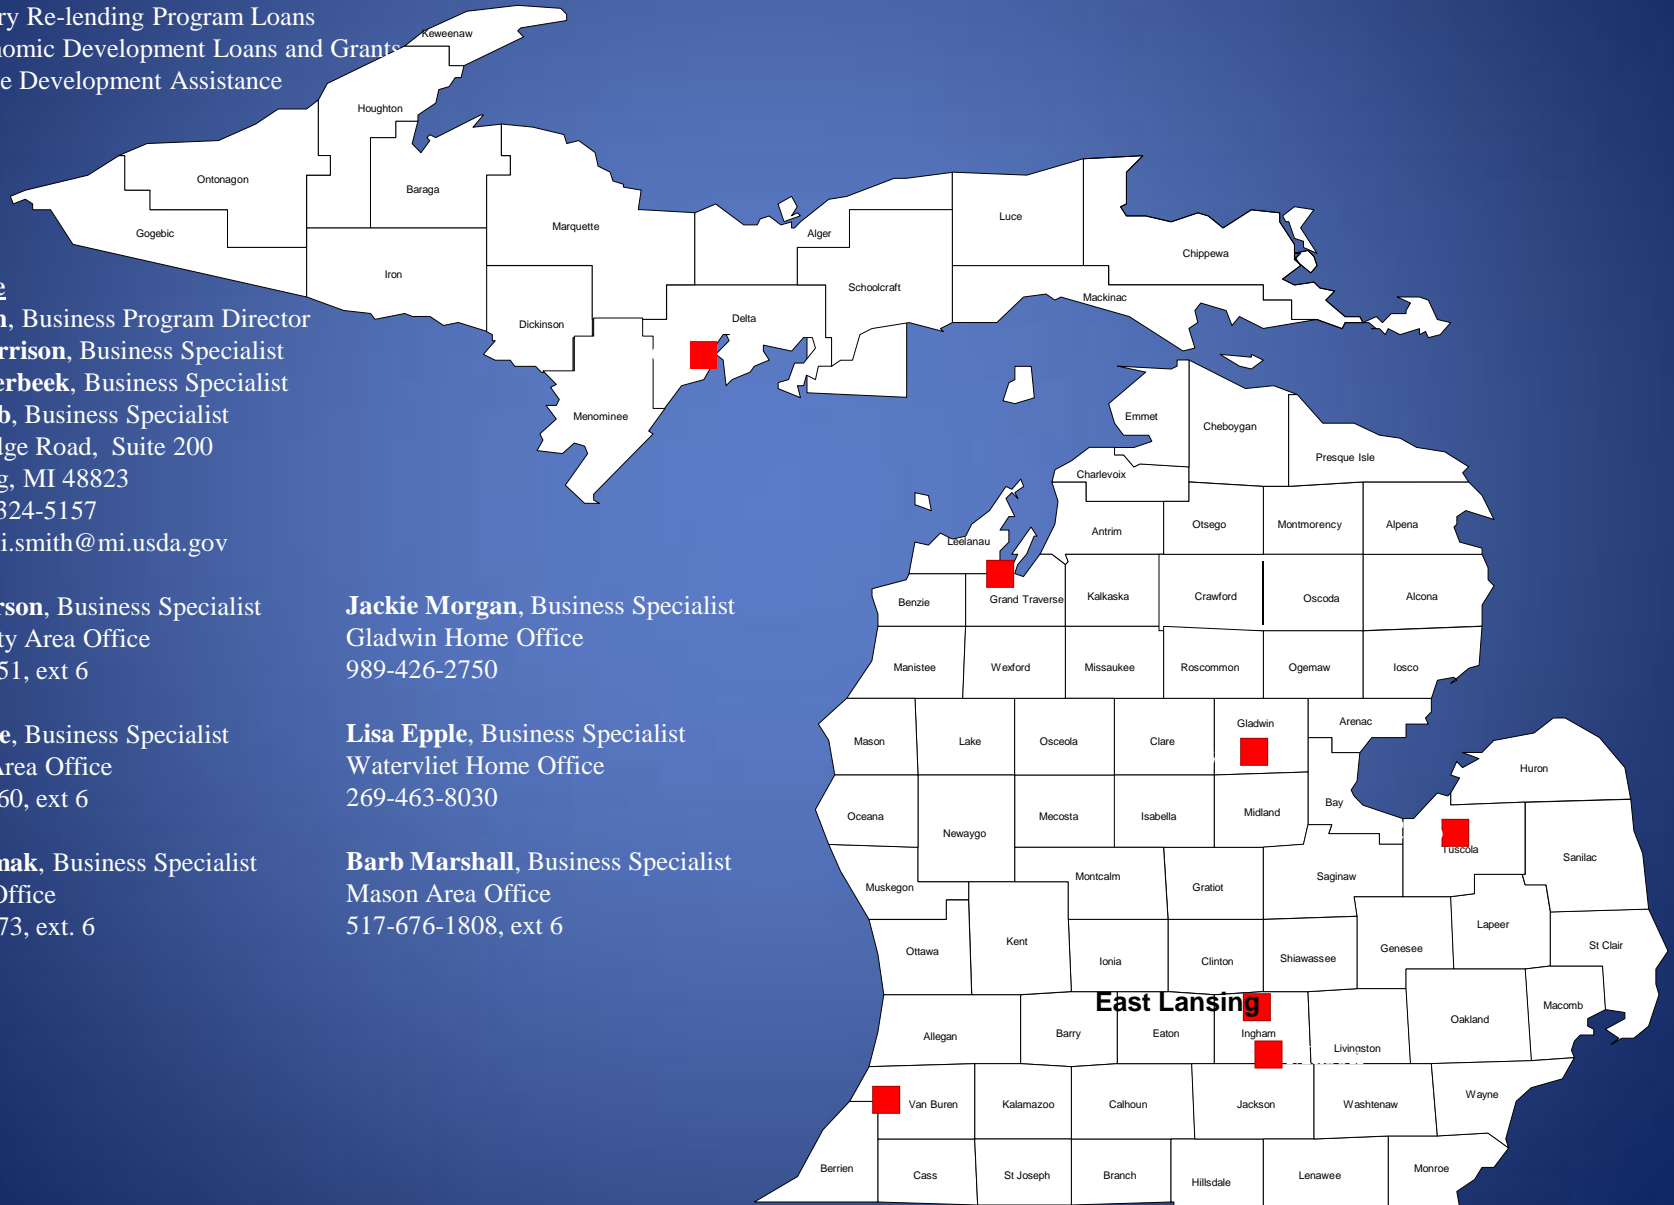 ry Re-lending Program Loans
nomic Development Loans and Grants
e Development Assistance
e
n, Business Program Director
rrison, Business Specialist
erbeek, Business Specialist
b, Business Specialist
dge Road, Suite 200
g, MI 48823
324-5157
i.smith@mi.usda.gov
rson, Business Specialist
ty Area Office
51, ext 6
e, Business Specialist
Area Office
60, ext 6
mak, Business Specialist
Office
73, ext. 6
Jackie Morgan, Business Specialist
Gladwin Home Office
989-426-2750
Lisa Epple, Business Specialist
Watervliet Home Office
269-463-8030
Barb Marshall, Business Specialist
Mason Area Office
517-676-1808, ext 6
Keweenaw
Houghton
Ontonagon
Baraga
Gogebic
Marquette
Alger
Luce
Chippewa
Iron
Schoolcraft
Mackinac
Dickinson
Delta
Menominee
Emmet
Cheboygan
Presque Isle
Charlevoix
Antrim
Otsego
Montmorency
Alpena
Leelanau
Benzie
Grand Traverse
Kalkaska
Crawford
Oscoda
Alcona
Manistee
Wexford
Missaukee
Roscommon
Ogemaw
Iosco
Mason
Lake
Osceola
Clare
Gladwin
Arenac
Huron
Oceana
Newaygo
Mecosta
Isabella
Midland
Bay
Tuscola
Sanilac
Muskegon
Montcalm
Gratiot
Saginaw
Lapeer
St Clair
Ottawa
Kent
Ionia
Clinton
Shiawassee
Genesee
East Lansing
Allegan
Barry
Eaton
Ingham
Livingston
Oakland
Macomb
Van Buren
Kalamazoo
Calhoun
Jackson
Washtenaw
Wayne
Berrien
Cass
St Joseph
Branch
Hillsdale
Lenawee
Monroe